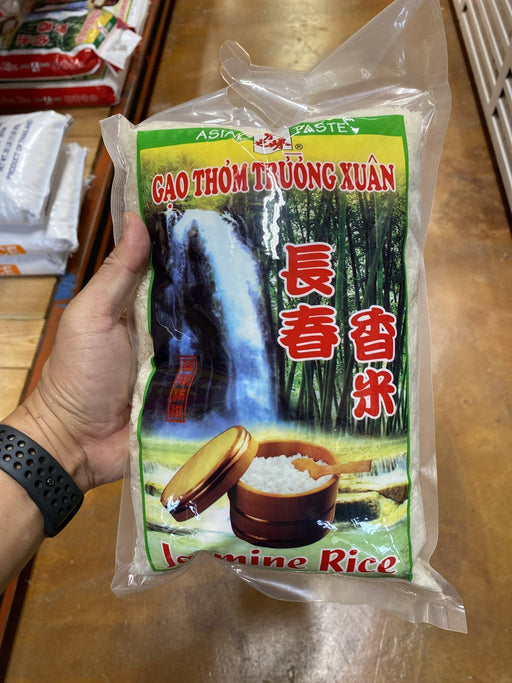 ASIAN TASTE
®
GẠO THƠM TRƯỜNG XUÂN
長春
香米
Jasmine Rice